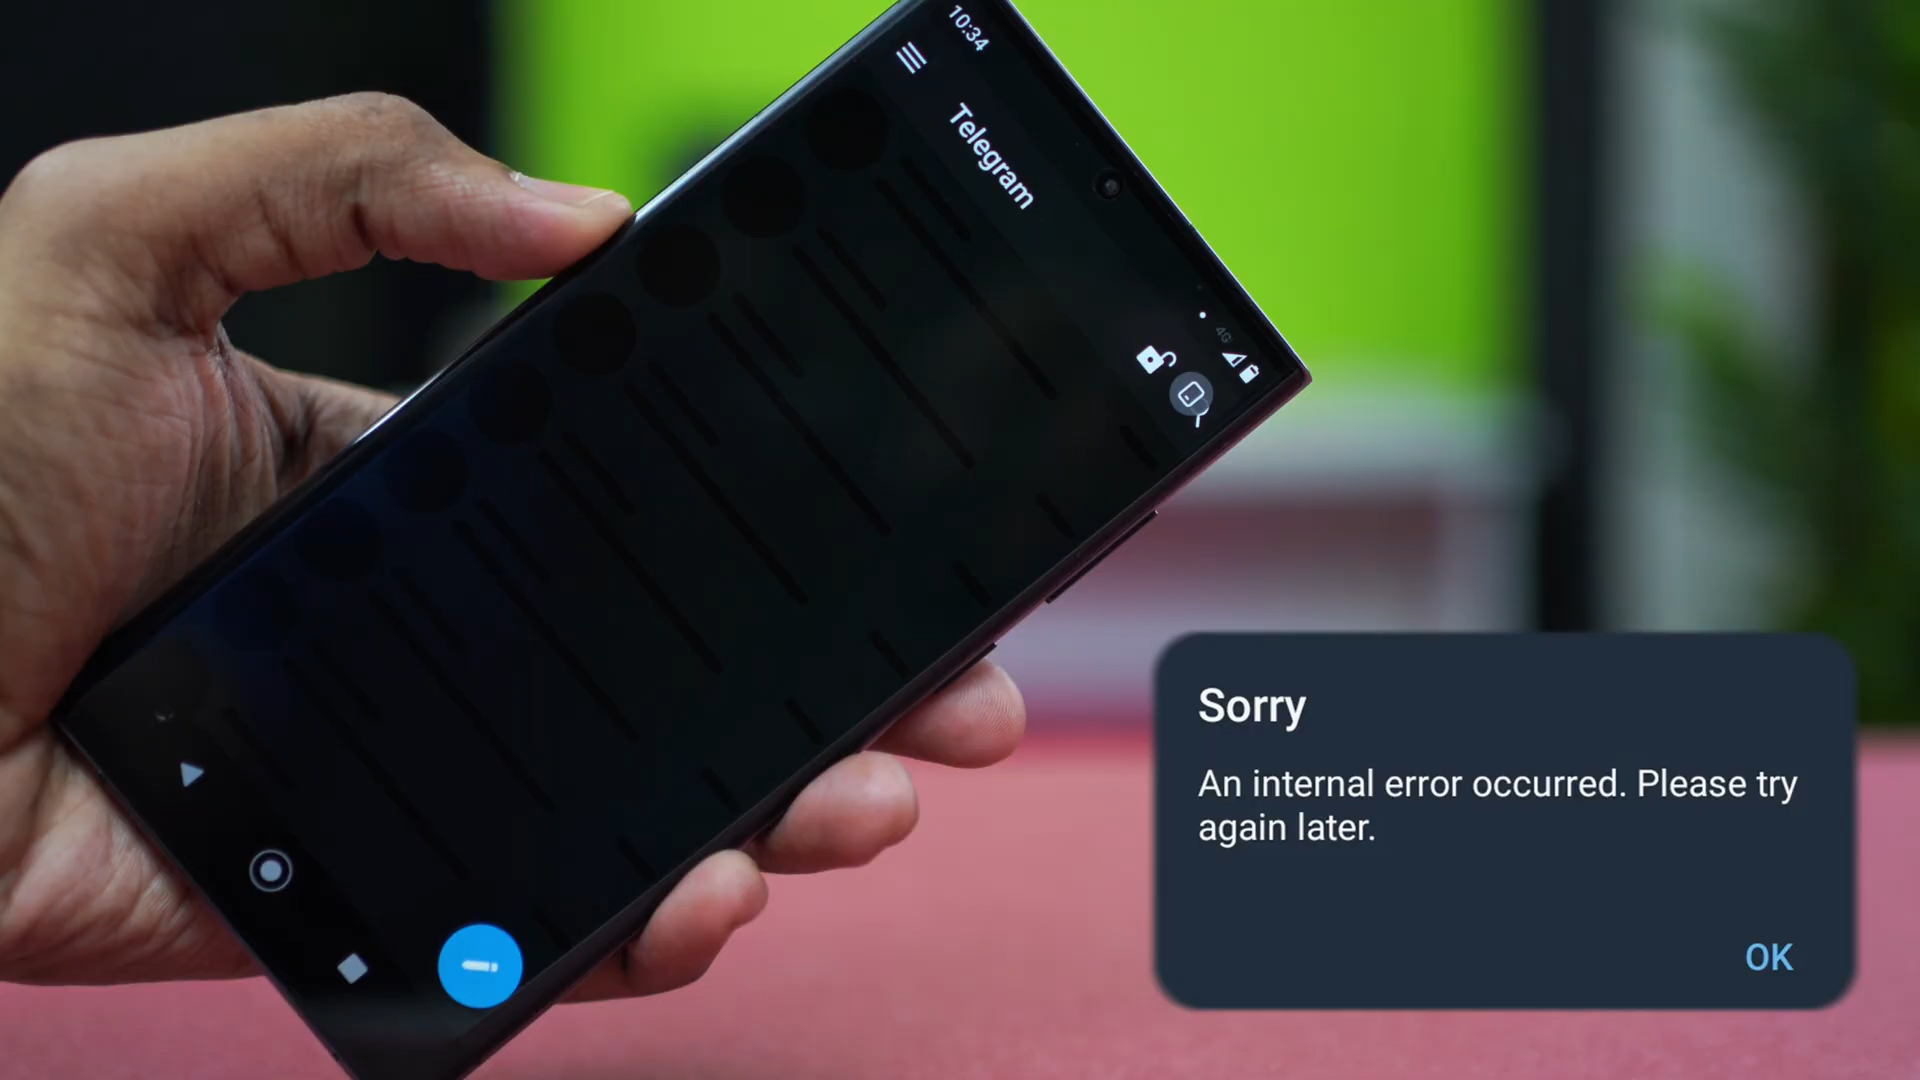 10:34
Telegram
4G
Sorry
An internal error occurred. Please try
again later.
OK